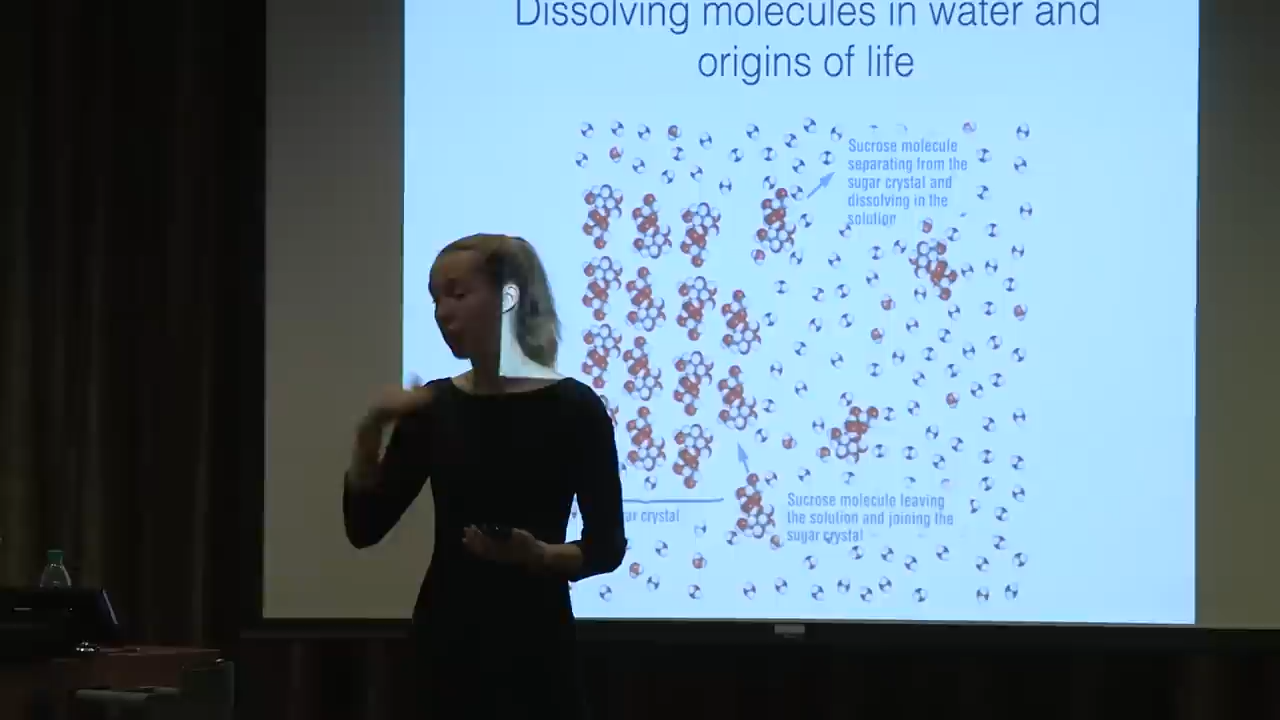 Dissolving molecules in water and
origins of life
Sucrose molecule
separating from the
sugar crystal and
dissolving in the
solution
crystal
Sucrose molecule leaving
the solution and joining the
sugar crystal